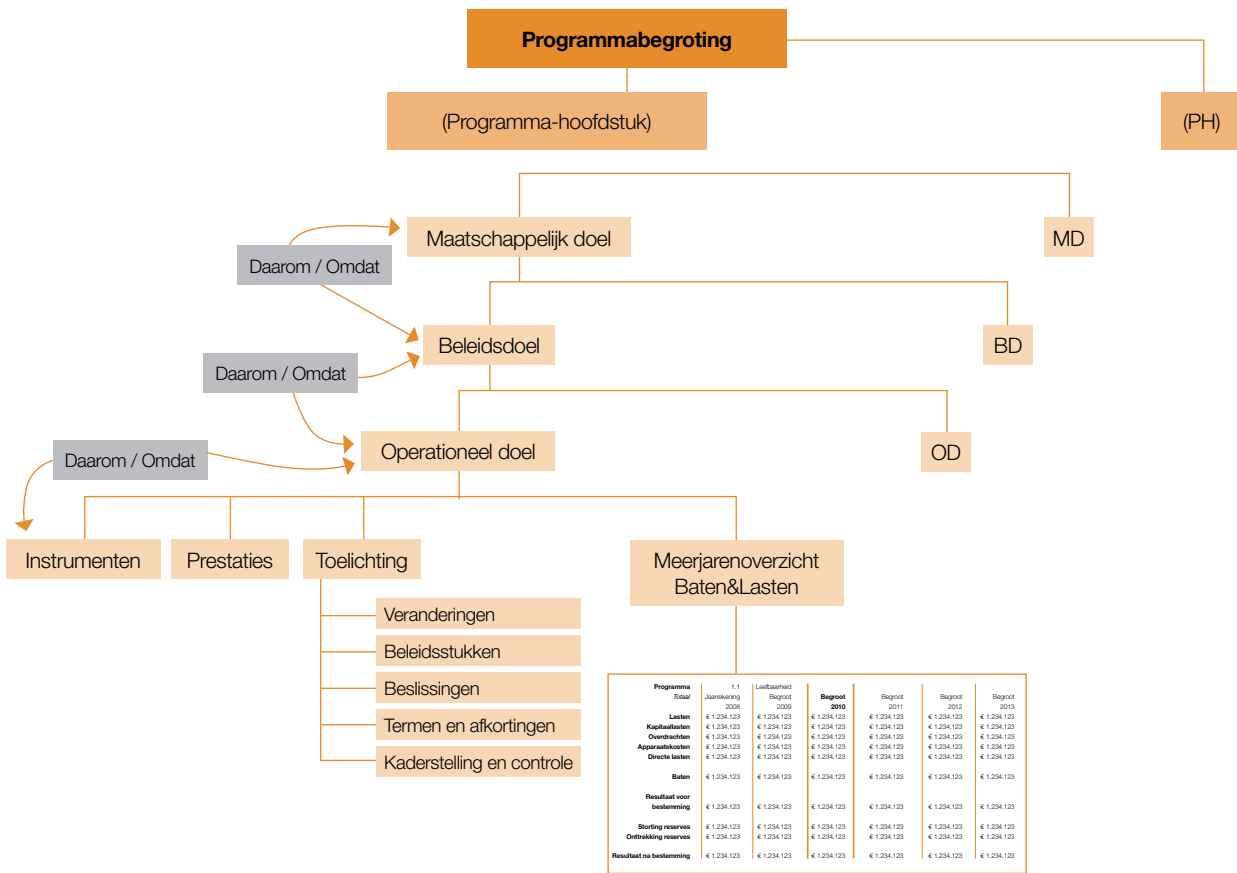 Programmabegroting
(Programma-hoofdstuk)
(PH)
Maatschappelijk doel
MD
Daarom / Omdat
Beleidsdoel
BD
Daarom / Omdat
Operationeel doel
OD
Daarom / Omdat
Instrumenten
Prestaties
Toelichting
Meerjarenoverzicht
Baten&Lasten
Veranderingen
Beleidsstukken
Beslissingen
Termen en afkortingen
Kaderstelling en controle
Programma 1.1 Leefbaarheid
Totaal Jaarrekening Begroot Begroot Begroot Begroot Begroot
2008 2009 2010 2011 2012 2013
Lasten € 1.234.123 € 1.234.123 € 1.234.123 € 1.234.123 € 1.234.123 € 1.234.123
Kapitaallasten € 1.234.123 € 1.234.123 € 1.234.123 € 1.234.123 € 1.234.123 € 1.234.123
Overdrachten € 1.234.123 € 1.234.123 € 1.234.123 € 1.234.123 € 1.234.123 € 1.234.123
Apparaatskosten € 1.234.123 € 1.234.123 € 1.234.123 € 1.234.123 € 1.234.123 € 1.234.123
Directe lasten € 1.234.123 € 1.234.123 € 1.234.123 € 1.234.123 € 1.234.123 € 1.234.123
Baten € 1.234.123 € 1.234.123 € 1.234.123 € 1.234.123 € 1.234.123 € 1.234.123
Resultaat voor
bestemming € 1.234.123 € 1.234.123 € 1.234.123 € 1.234.123 € 1.234.123 € 1.234.123
Storting reserves € 1.234.123 € 1.234.123 € 1.234.123 € 1.234.123 € 1.234.123 € 1.234.123
Onttrekking reserves € 1.234.123 € 1.234.123 € 1.234.123 € 1.234.123 € 1.234.123 € 1.234.123
Resultaat na bestemming € 1.234.123 € 1.234.123 € 1.234.123 € 1.234.123 € 1.234.123 € 1.234.123